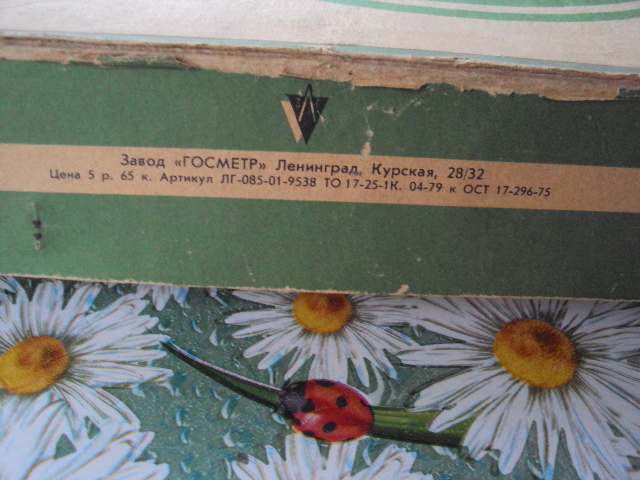 Завод «ГОСМЕТР» Ленинград, Курская, 28/32
Цена 5 р. 65 к. Артикул ЛГ-085-01-9538 ТО 17-25-1К. 04-79 к ОСТ 17-296-75